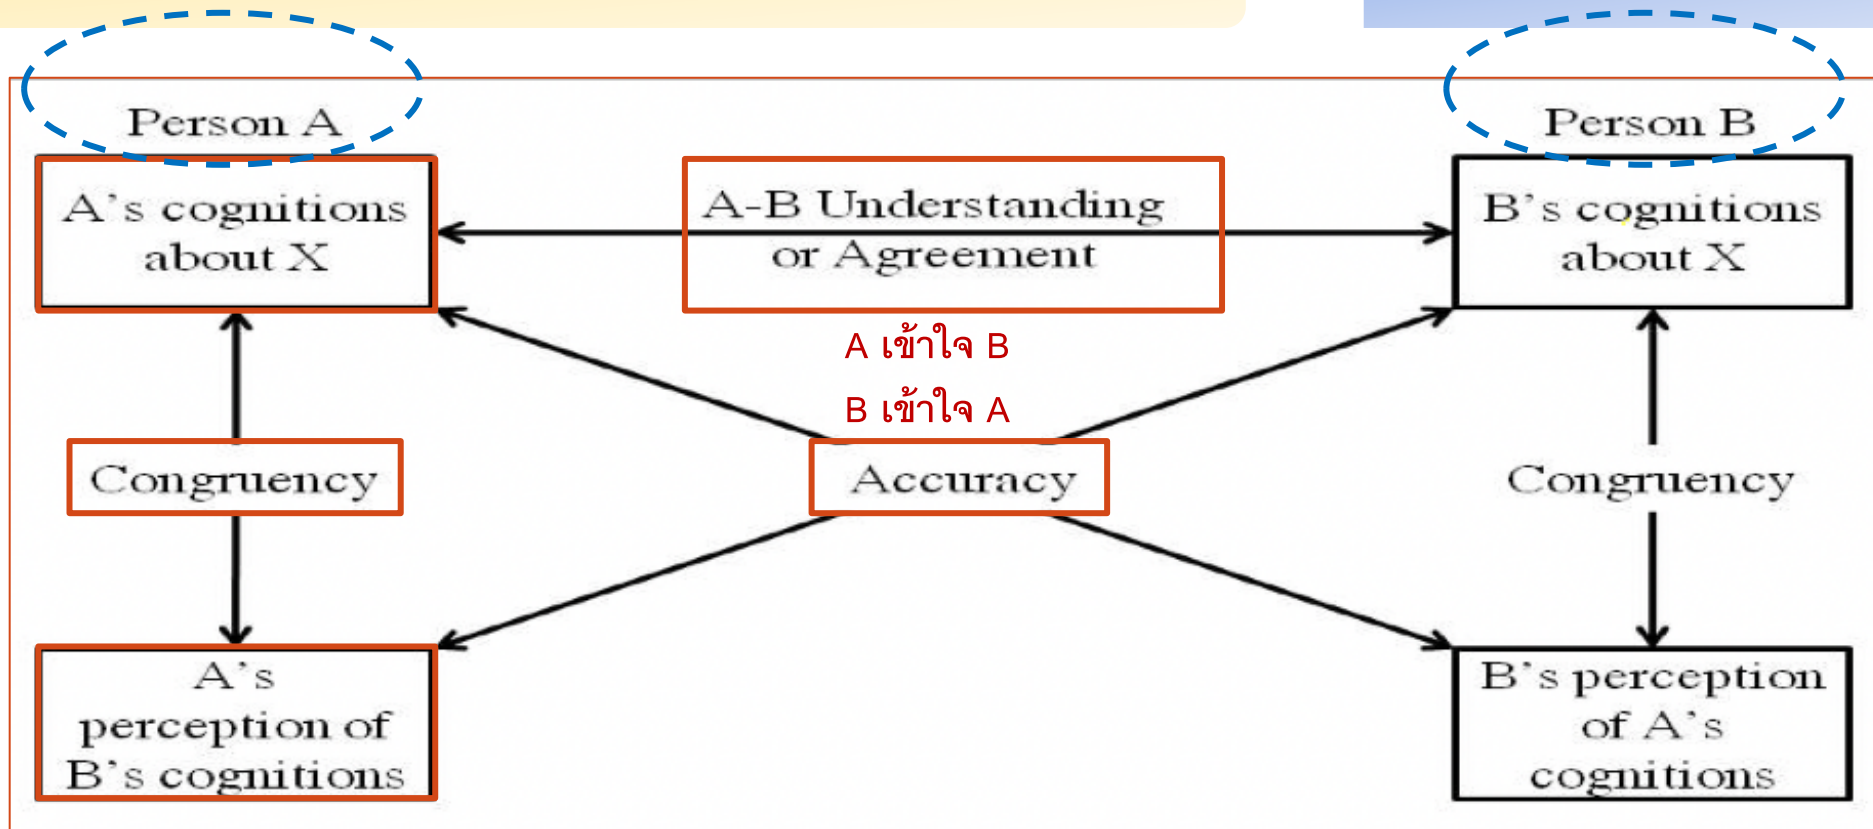 Person A
Person B
A's cognitions
about X
A-B Understanding
or Agreement
B's cognitions
about X
A เข้าใจ B
B เข้าใจ A
Congruency
Accuracy
Congruency
A's
perception of
B's cognitions
B's perception
of A's
cognitions